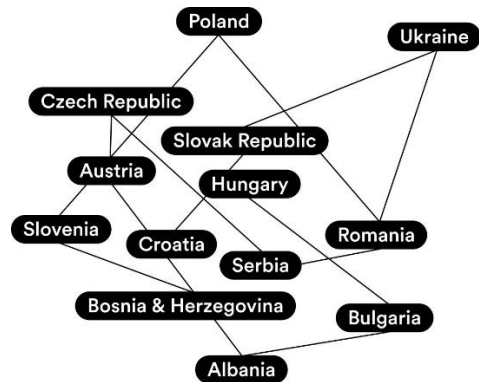 Poland
Ukraine
Czech Republic
Slovak Republic
Austria
Hungary
Slovenia
Croatia
Romania
Serbia
Bosnia & Herzegovina
Bulgaria
Albania